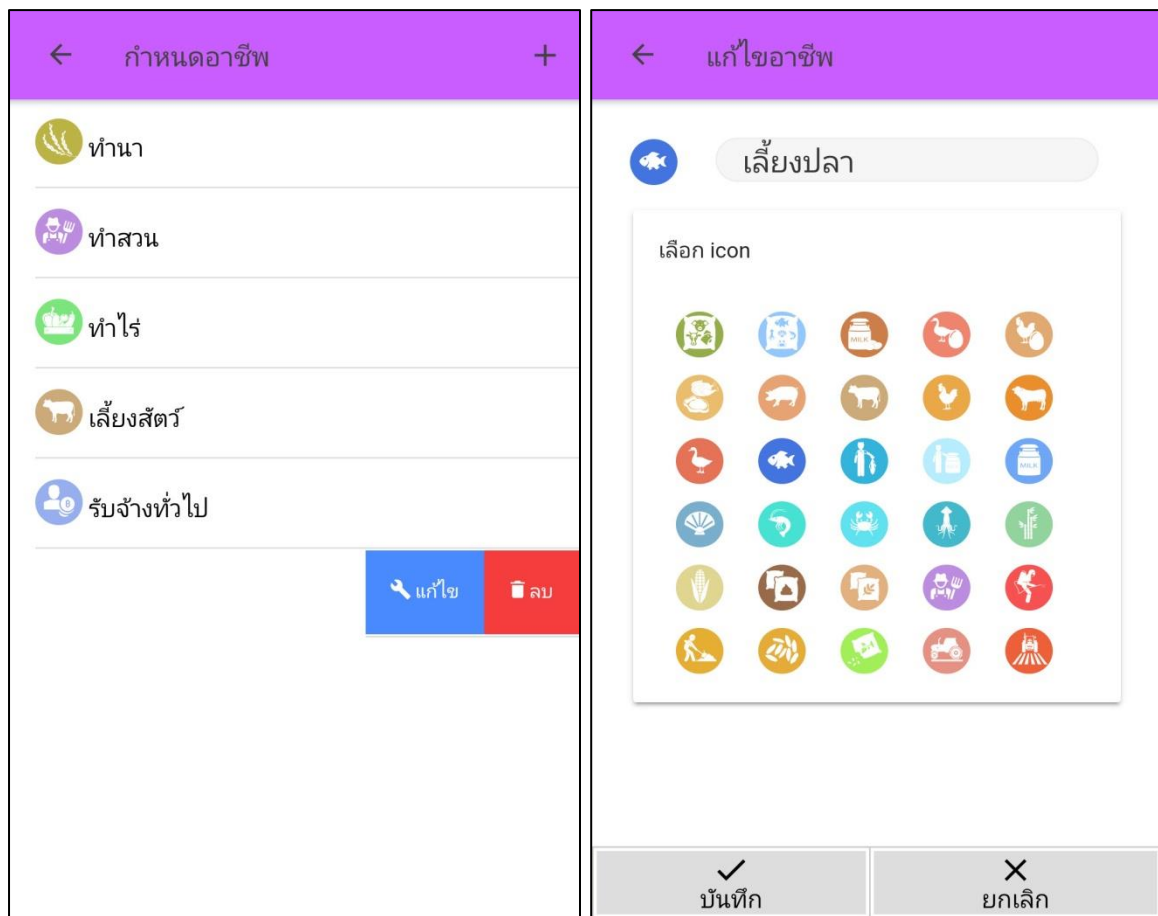 กำหนดอาชีพ
ทำนา
ทำสวน
ทำไร่
เลี้ยงสัตว์
รับจ้างทั่วไป
แก้ไข
ลบ
แก้ไขอาชีพ
เลี้ยงปลา
เลือก icon
MILK
MILK
บันทึก
ยกเลิก